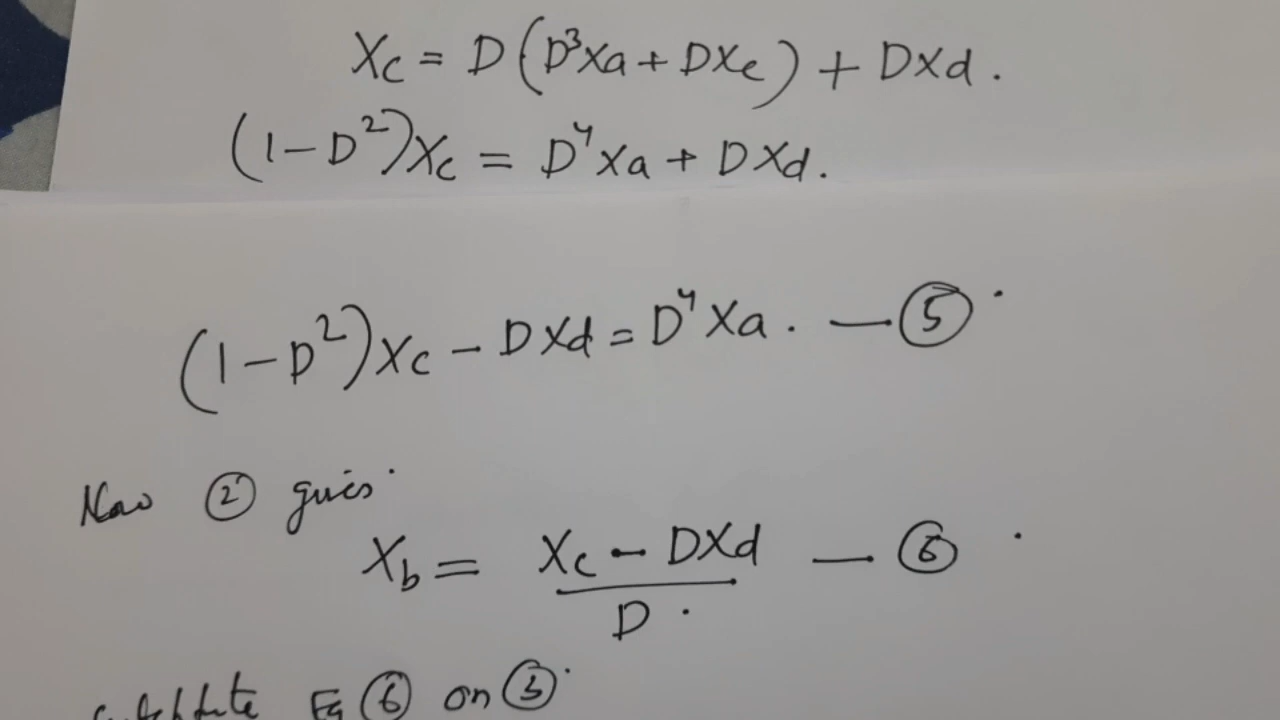 Xc = D(D³Xa + DXc) + DXd.
(1-D²)Xc = D⁴Xa + DXd.
(1-D²)Xc - DXd = D⁴Xa. — ⑤
Now ② gives
Xb = (Xc - DXd)/D — ⑥
Substitute Eq ⑥ on ③